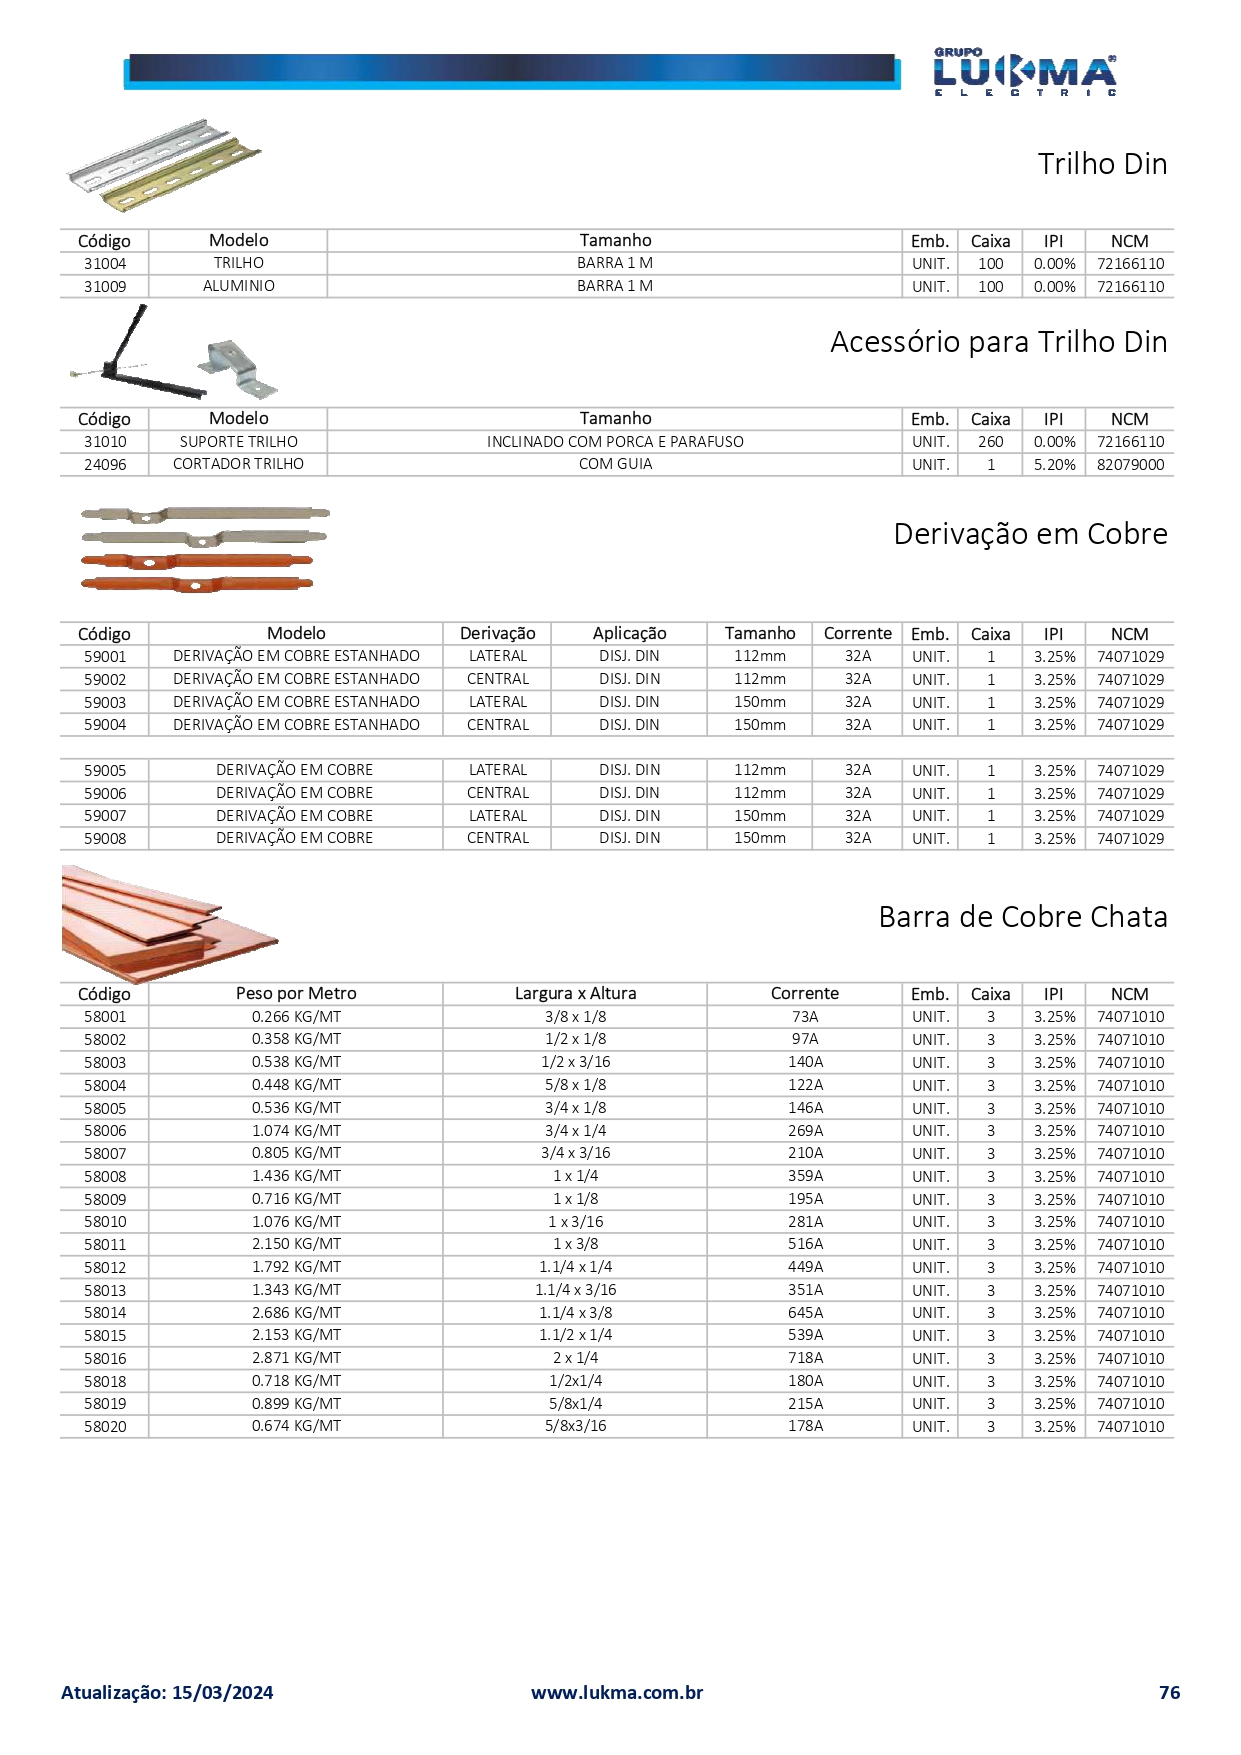 GRUPO
LUKMA®
ELECTRIC
Trilho Din
Código Modelo Tamanho Emb. Caixa IPI NCM
31004 TRILHO BARRA 1 M UNIT. 100 0.00% 72166110
31009 ALUMINIO BARRA 1 M UNIT. 100 0.00% 72166110
Acessório para Trilho Din
Código Modelo Tamanho Emb. Caixa IPI NCM
31010 SUPORTE TRILHO INCLINADO COM PORCA E PARAFUSO UNIT. 260 0.00% 72166110
24096 CORTADOR TRILHO COM GUIA UNIT. 1 5.20% 82079000
Derivação em Cobre
Código Modelo Derivação Aplicação Tamanho Corrente Emb. Caixa IPI NCM
59001 DERIVAÇÃO EM COBRE ESTANHADO LATERAL DISJ. DIN 112mm 32A UNIT. 1 3.25% 74071029
59002 DERIVAÇÃO EM COBRE ESTANHADO CENTRAL DISJ. DIN 112mm 32A UNIT. 1 3.25% 74071029
59003 DERIVAÇÃO EM COBRE ESTANHADO LATERAL DISJ. DIN 150mm 32A UNIT. 1 3.25% 74071029
59004 DERIVAÇÃO EM COBRE ESTANHADO CENTRAL DISJ. DIN 150mm 32A UNIT. 1 3.25% 74071029
59005 DERIVAÇÃO EM COBRE LATERAL DISJ. DIN 112mm 32A UNIT. 1 3.25% 74071029
59006 DERIVAÇÃO EM COBRE CENTRAL DISJ. DIN 112mm 32A UNIT. 1 3.25% 74071029
59007 DERIVAÇÃO EM COBRE LATERAL DISJ. DIN 150mm 32A UNIT. 1 3.25% 74071029
59008 DERIVAÇÃO EM COBRE CENTRAL DISJ. DIN 150mm 32A UNIT. 1 3.25% 74071029
Barra de Cobre Chata
Código Peso por Metro Largura x Altura Corrente Emb. Caixa IPI NCM
58001 0.266 KG/MT 3/8 x 1/8 73A UNIT. 3 3.25% 74071010
58002 0.358 KG/MT 1/2 x 1/8 97A UNIT. 3 3.25% 74071010
58003 0.538 KG/MT 1/2 x 3/16 140A UNIT. 3 3.25% 74071010
58004 0.448 KG/MT 5/8 x 1/8 122A UNIT. 3 3.25% 74071010
58005 0.536 KG/MT 3/4 x 1/8 146A UNIT. 3 3.25% 74071010
58006 1.074 KG/MT 3/4 x 1/4 269A UNIT. 3 3.25% 74071010
58007 0.805 KG/MT 3/4 x 3/16 210A UNIT. 3 3.25% 74071010
58008 1.436 KG/MT 1 x 1/4 359A UNIT. 3 3.25% 74071010
58009 0.716 KG/MT 1 x 1/8 195A UNIT. 3 3.25% 74071010
58010 1.076 KG/MT 1 x 3/16 281A UNIT. 3 3.25% 74071010
58011 2.150 KG/MT 1 x 3/8 516A UNIT. 3 3.25% 74071010
58012 1.792 KG/MT 1.1/4 x 1/4 449A UNIT. 3 3.25% 74071010
58013 1.343 KG/MT 1.1/4 x 3/16 351A UNIT. 3 3.25% 74071010
58014 2.686 KG/MT 1.1/4 x 3/8 645A UNIT. 3 3.25% 74071010
58015 2.153 KG/MT 1.1/2 x 1/4 539A UNIT. 3 3.25% 74071010
58016 2.871 KG/MT 2 x 1/4 718A UNIT. 3 3.25% 74071010
58018 0.718 KG/MT 1/2x1/4 180A UNIT. 3 3.25% 74071010
58019 0.899 KG/MT 5/8x1/4 215A UNIT. 3 3.25% 74071010
58020 0.674 KG/MT 5/8x3/16 178A UNIT. 3 3.25% 74071010
Atualização: 15/03/2024 www.lukma.com.br 76